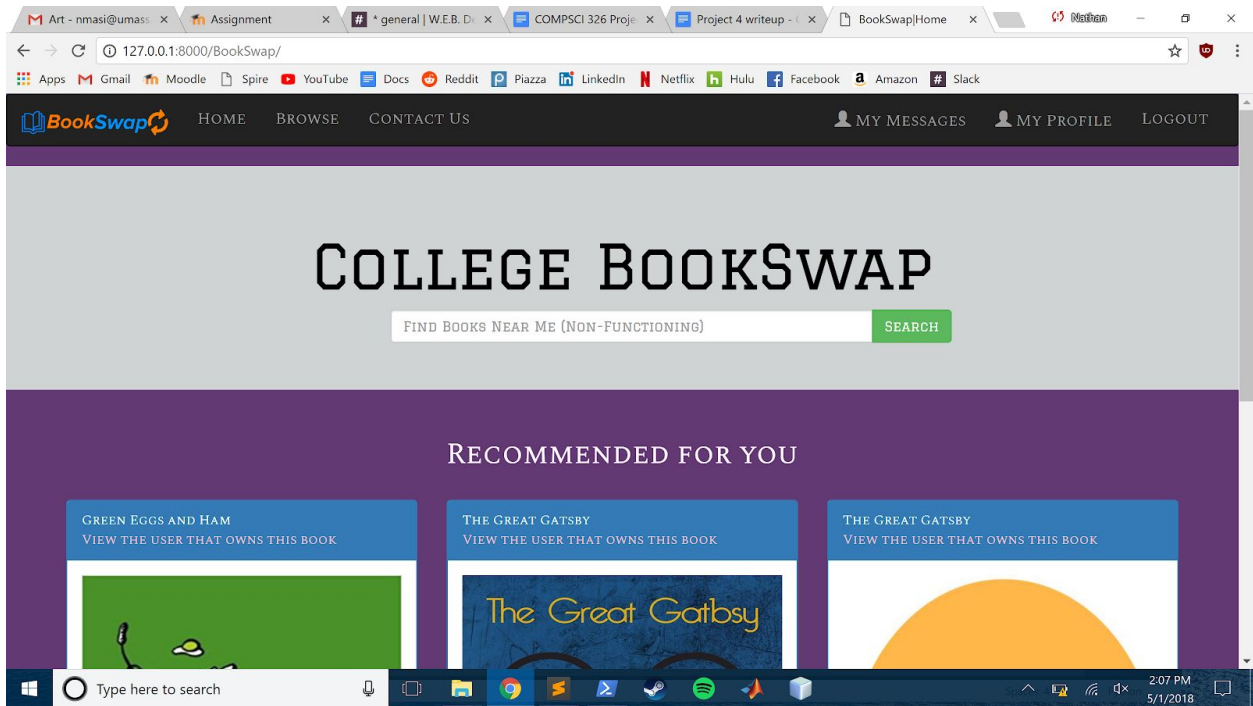 Art - nmasi@umass
Assignment
* general | W.E.B. D
COMPSCI 326 Proje
Project 4 writeup -
BookSwap|Home
Nathan
127.0.0.1:8000/BookSwap/
Apps Gmail Moodle Spire YouTube Docs Reddit Piazza LinkedIn Netflix Hulu Facebook Amazon Slack
BookSwap Home Browse Contact Us My Messages My Profile Logout
College BookSwap
Find Books Near Me (Non-Functioning) Search
Recommended for you
Green Eggs and Ham
View the user that owns this book
The Great Gatsby
View the user that owns this book
The Great Gatsby
View the user that owns this book
The Great Gatbsy
Type here to search
2:07 PM
5/1/2018